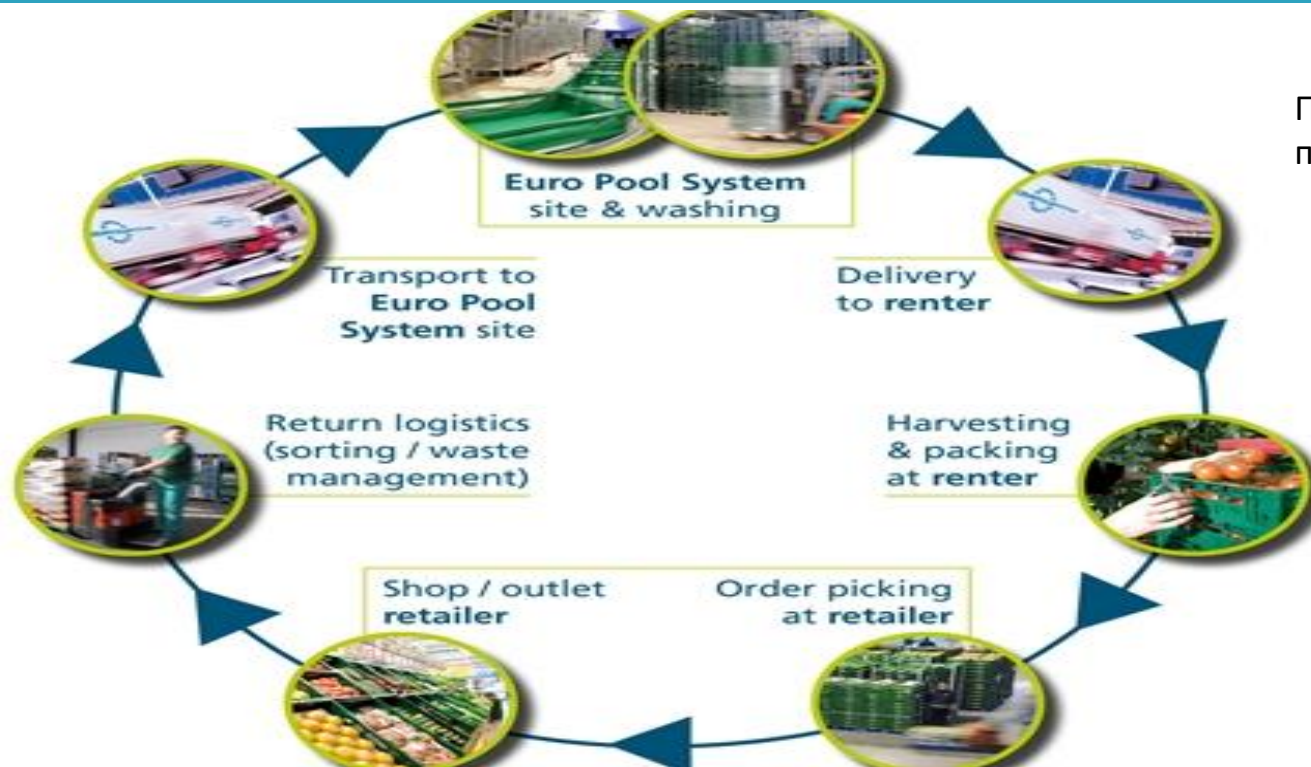 Euro Pool System
site & washing
Delivery
to renter
Harvesting
& packing
at renter
Order picking
at retailer
Shop / outlet
retailer
Return logistics
(sorting / waste
management)
Transport to
Euro Pool
System site